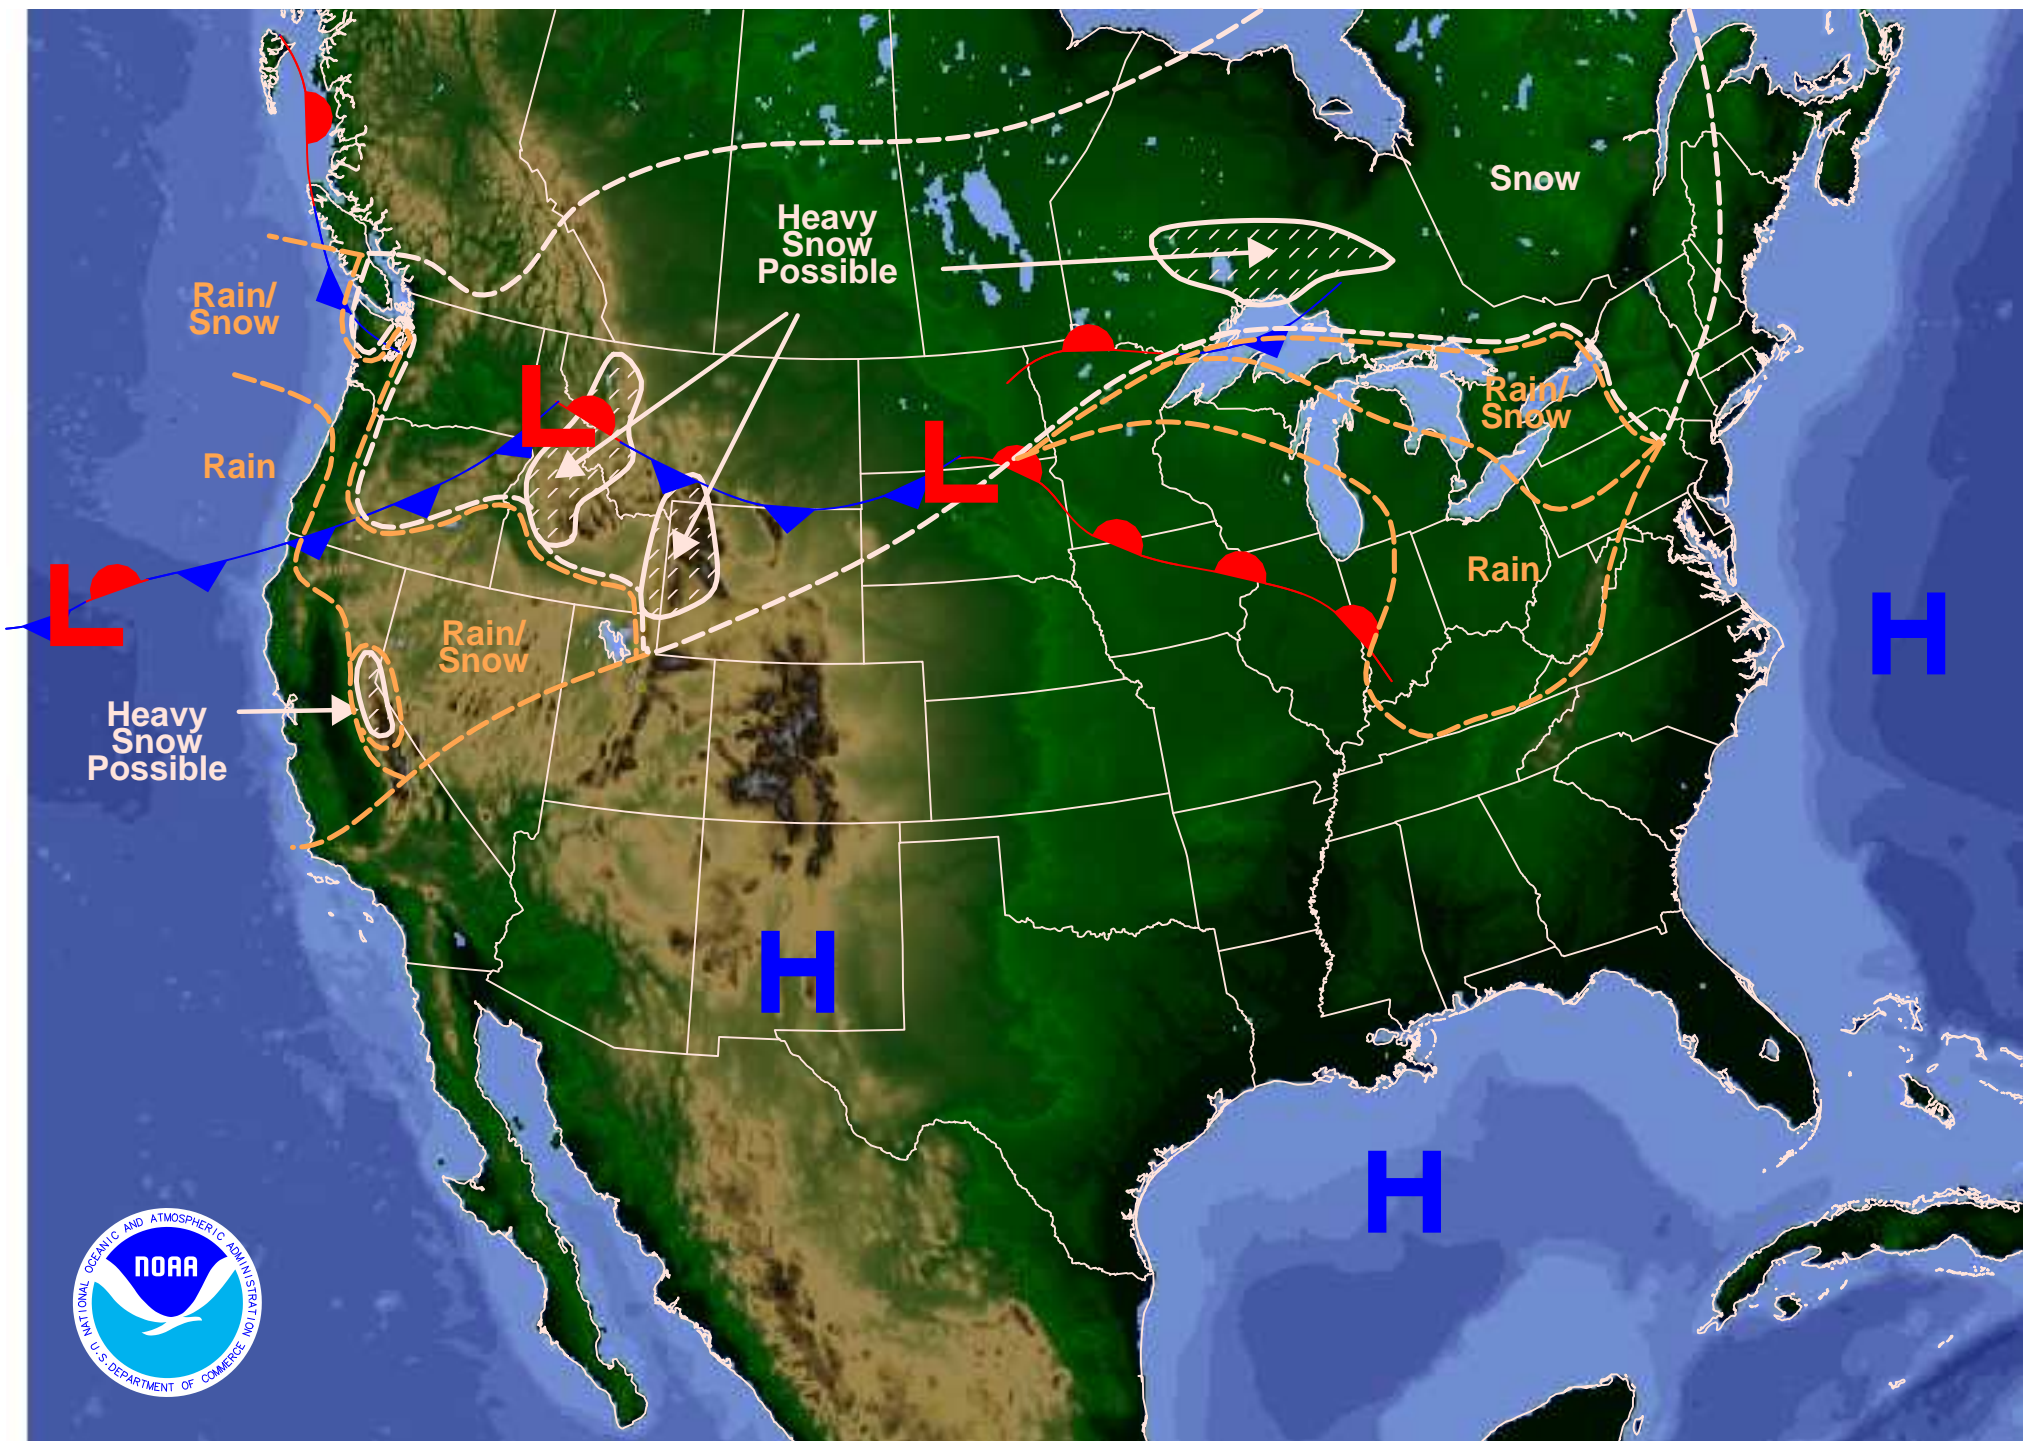 Snow
Heavy
Snow
Possible
Rain/
Snow
Rain/
Snow
L
Rain
L
Rain
L
Rain/
Snow
H
Heavy
Snow
Possible
H
H
NOAA
NATIONAL OCEANIC AND ATMOSPHERIC ADMINISTRATION
U.S. DEPARTMENT OF COMMERCE